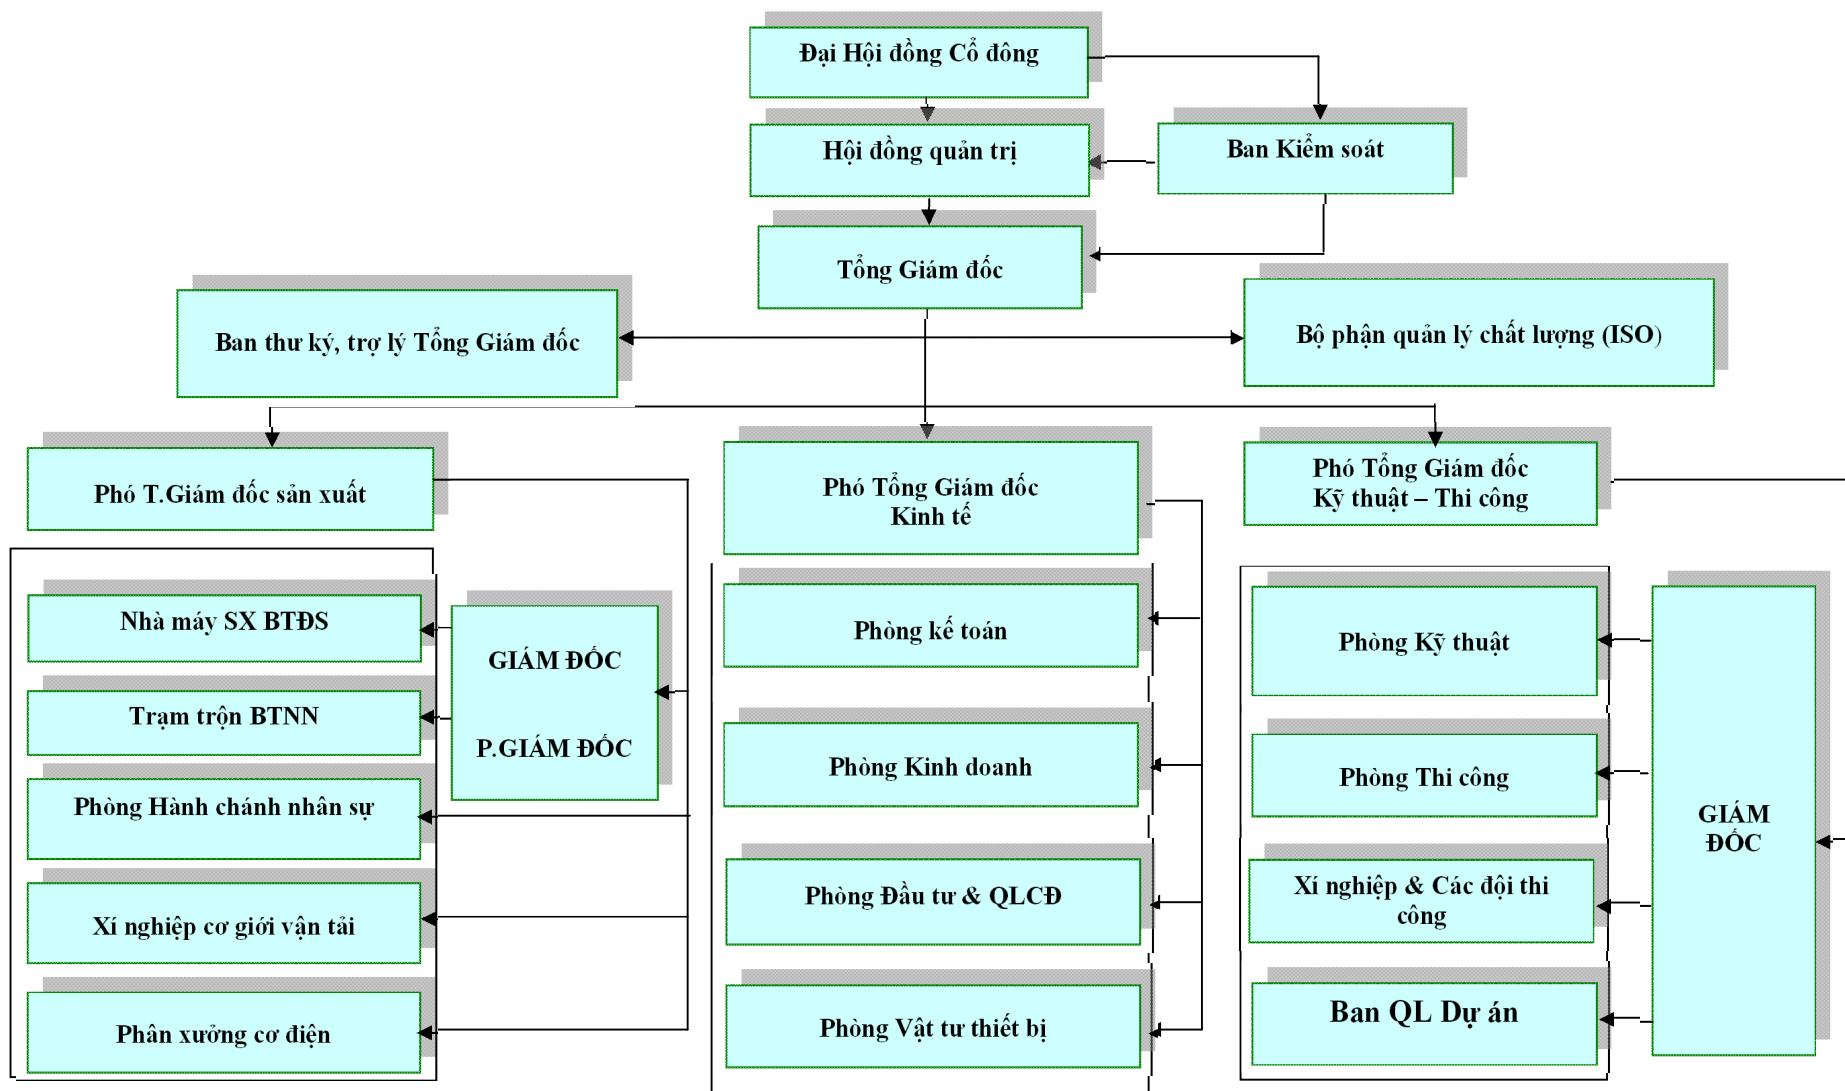 Đại Hội đồng Cổ đông
Hội đồng quản trị
Ban Kiểm soát
Tổng Giám đốc
Ban thư ký, trợ lý Tổng Giám đốc
Bộ phận quản lý chất lượng (ISO)
Phó T.Giám đốc sản xuất
Phó Tổng Giám đốc
Kinh tế
Phó Tổng Giám đốc
Kỹ thuật – Thi công
Nhà máy SX BTĐS
Trạm trộn BTNN
Phòng Hành chánh nhân sự
Xí nghiệp cơ giới vận tải
Phân xưởng cơ điện
GIÁM ĐỐC
P.GIÁM ĐỐC
Phòng kế toán
Phòng Kinh doanh
Phòng Đầu tư & QLCĐ
Phòng Vật tư thiết bị
Phòng Kỹ thuật
Phòng Thi công
Xí nghiệp & Các đội thi
công
Ban QL Dự án
GIÁM
ĐỐC